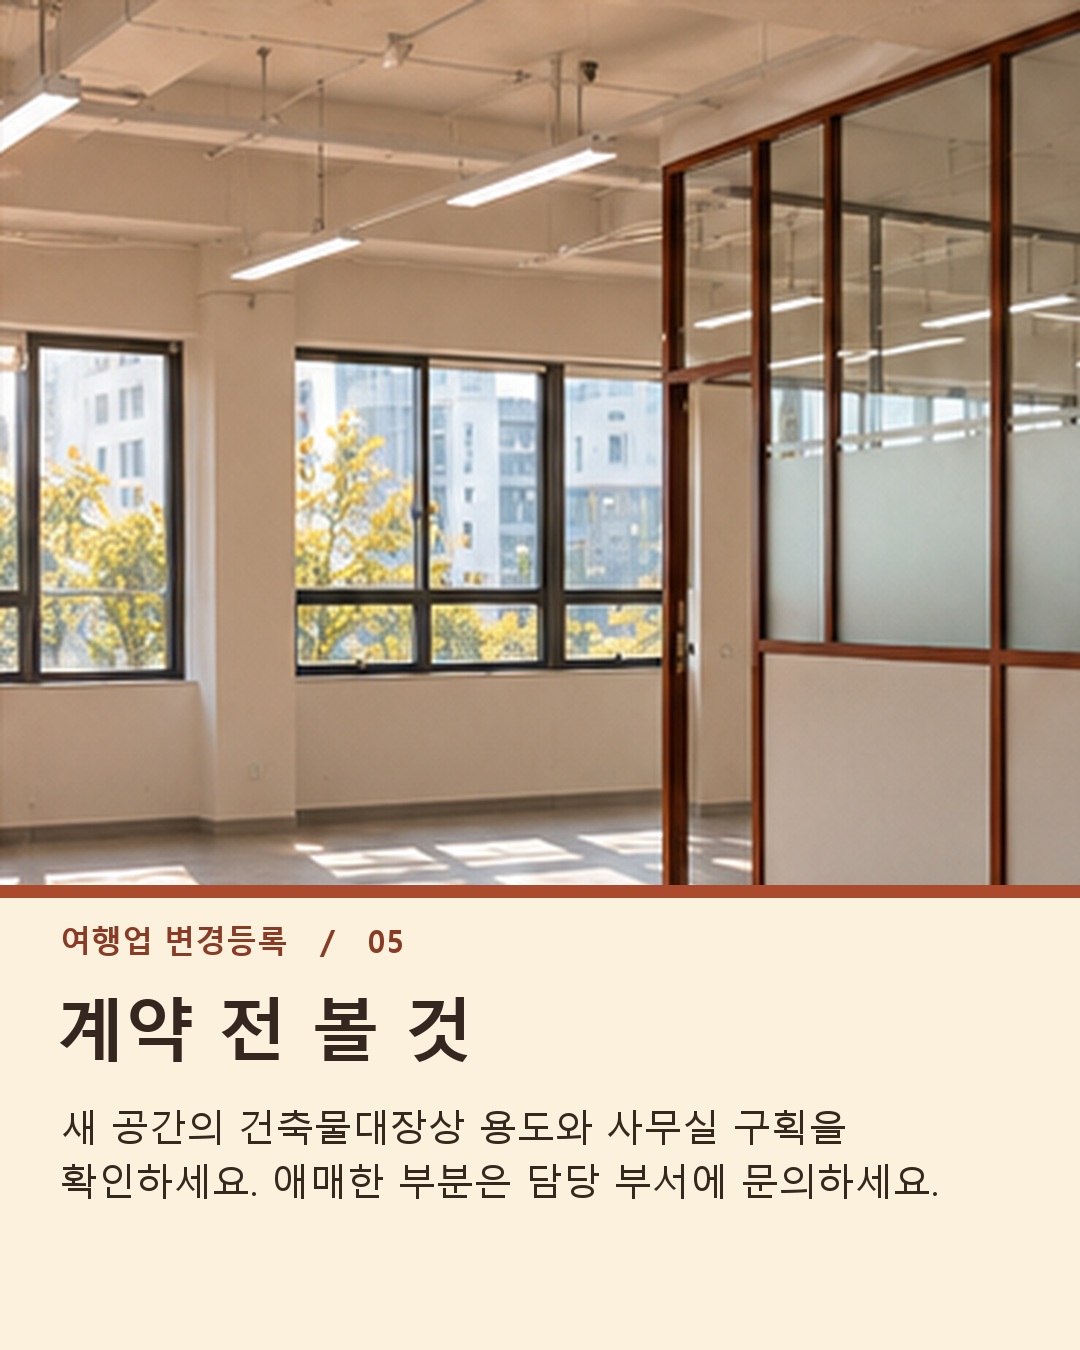 여행업 변경등록 / 05
계약 전 볼 것
새 공간의 건축물대장상 용도와 사무실 구획을
확인하세요. 애매한 부분은 담당 부서에 문의하세요.